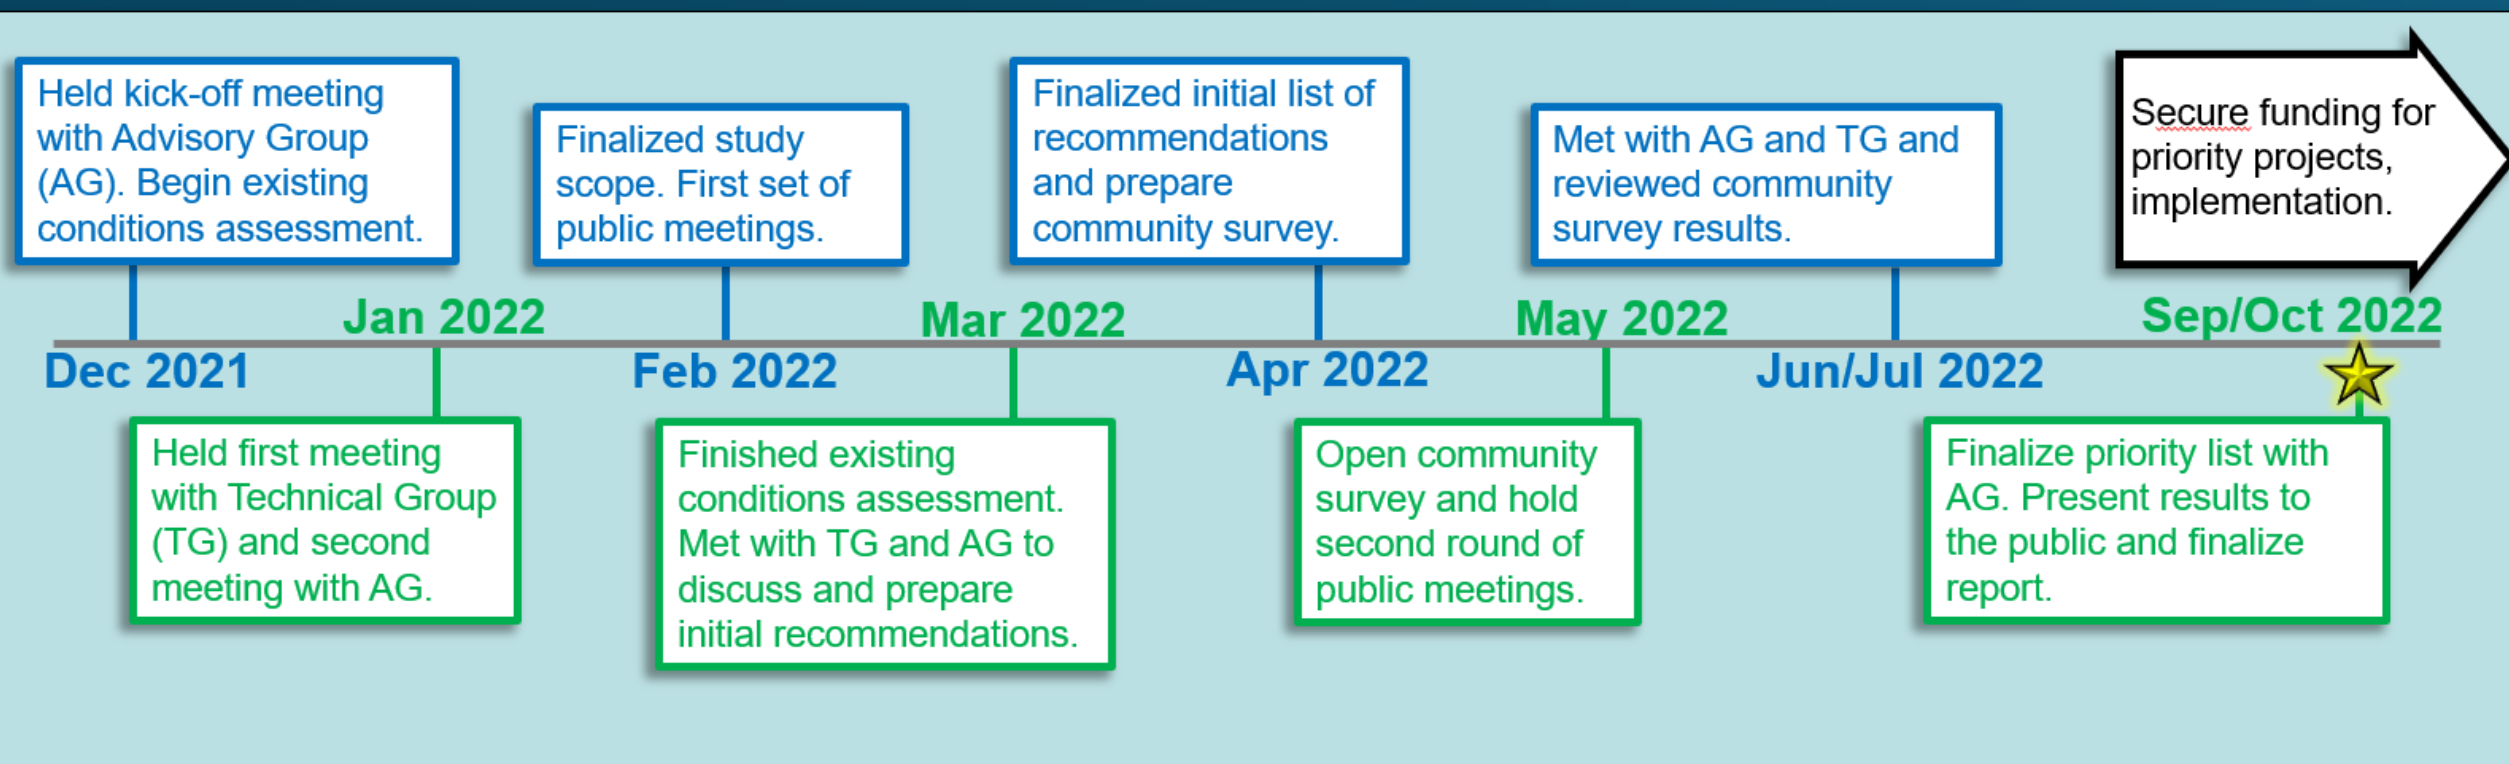 Held kick-off meeting
with Advisory Group
(AG). Begin existing
conditions assessment.
Finalized study
scope. First set of
public meetings.
Finalized initial list of
recommendations
and prepare
community survey.
Met with AG and TG and
reviewed community
survey results.
Secure funding for
priority projects,
implementation.
Jan 2022
Mar 2022
May 2022
Sep/Oct 2022
Dec 2021
Feb 2022
Apr 2022
Jun/Jul 2022
Held first meeting
with Technical Group
(TG) and second
meeting with AG.
Finished existing
conditions assessment.
Met with TG and AG to
discuss and prepare
initial recommendations.
Open community
survey and hold
second round of
public meetings.
Finalize priority list with
AG. Present results to
the public and finalize
report.